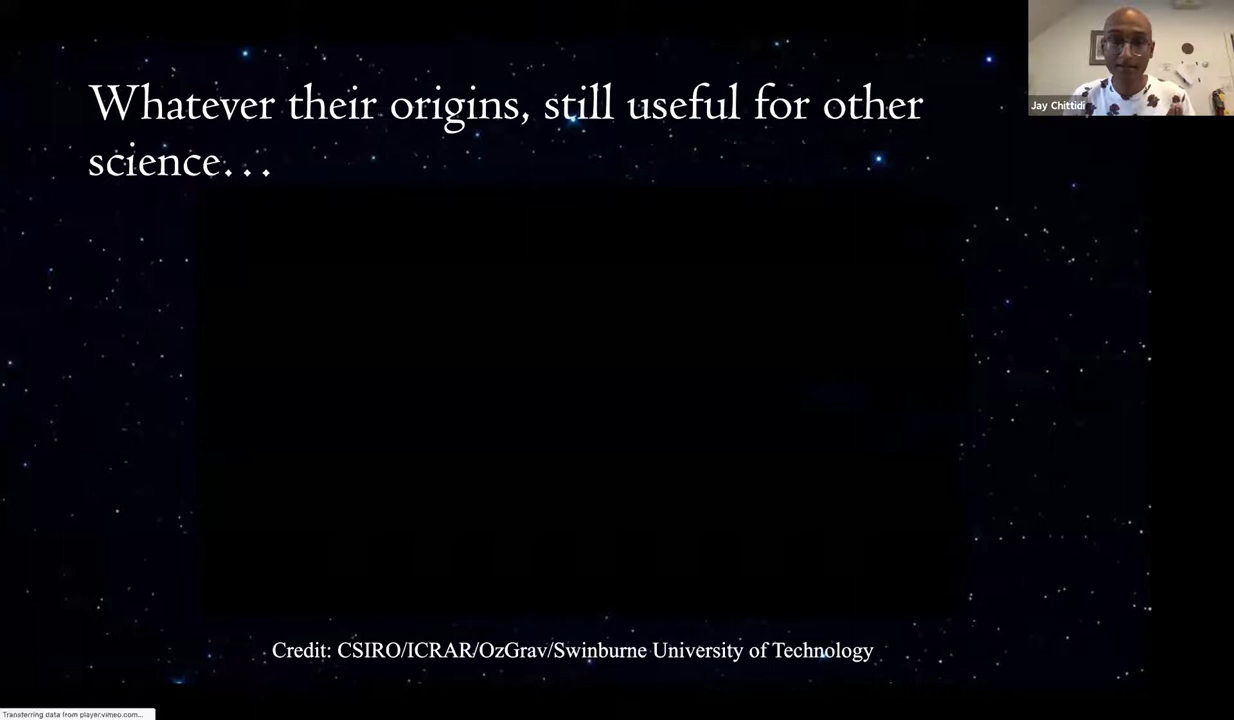 Whatever their origins, still useful for other
science...
Jay Chittidi
Credit: CSIRO/ICRAR/OzGrav/Swinburne University of Technology
Transferring data from player.vimeo.com...